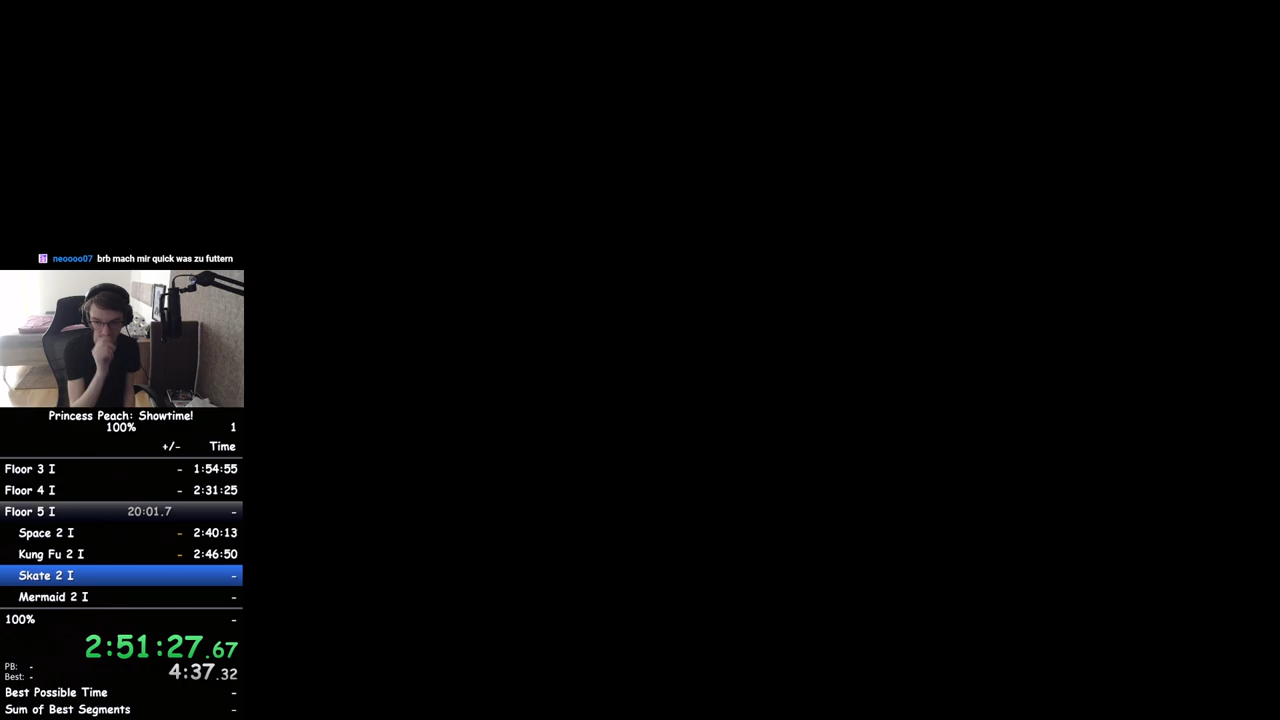 neoooo07 brb mach mir quick was zu futtern
Princess Peach: Showtime!
100% 1
+/- Time
Floor 3 I - 1:54:55
Floor 4 I - 2:31:25
Floor 5 I 20:01.7 -
Space 2 I - 2:40:13
Kung Fu 2 I - 2:46:50
Skate 2 I -
Mermaid 2 I -
100% -
2:51:27.67
PB: - 
Best: - 4:37.32
Best Possible Time -
Sum of Best Segments -